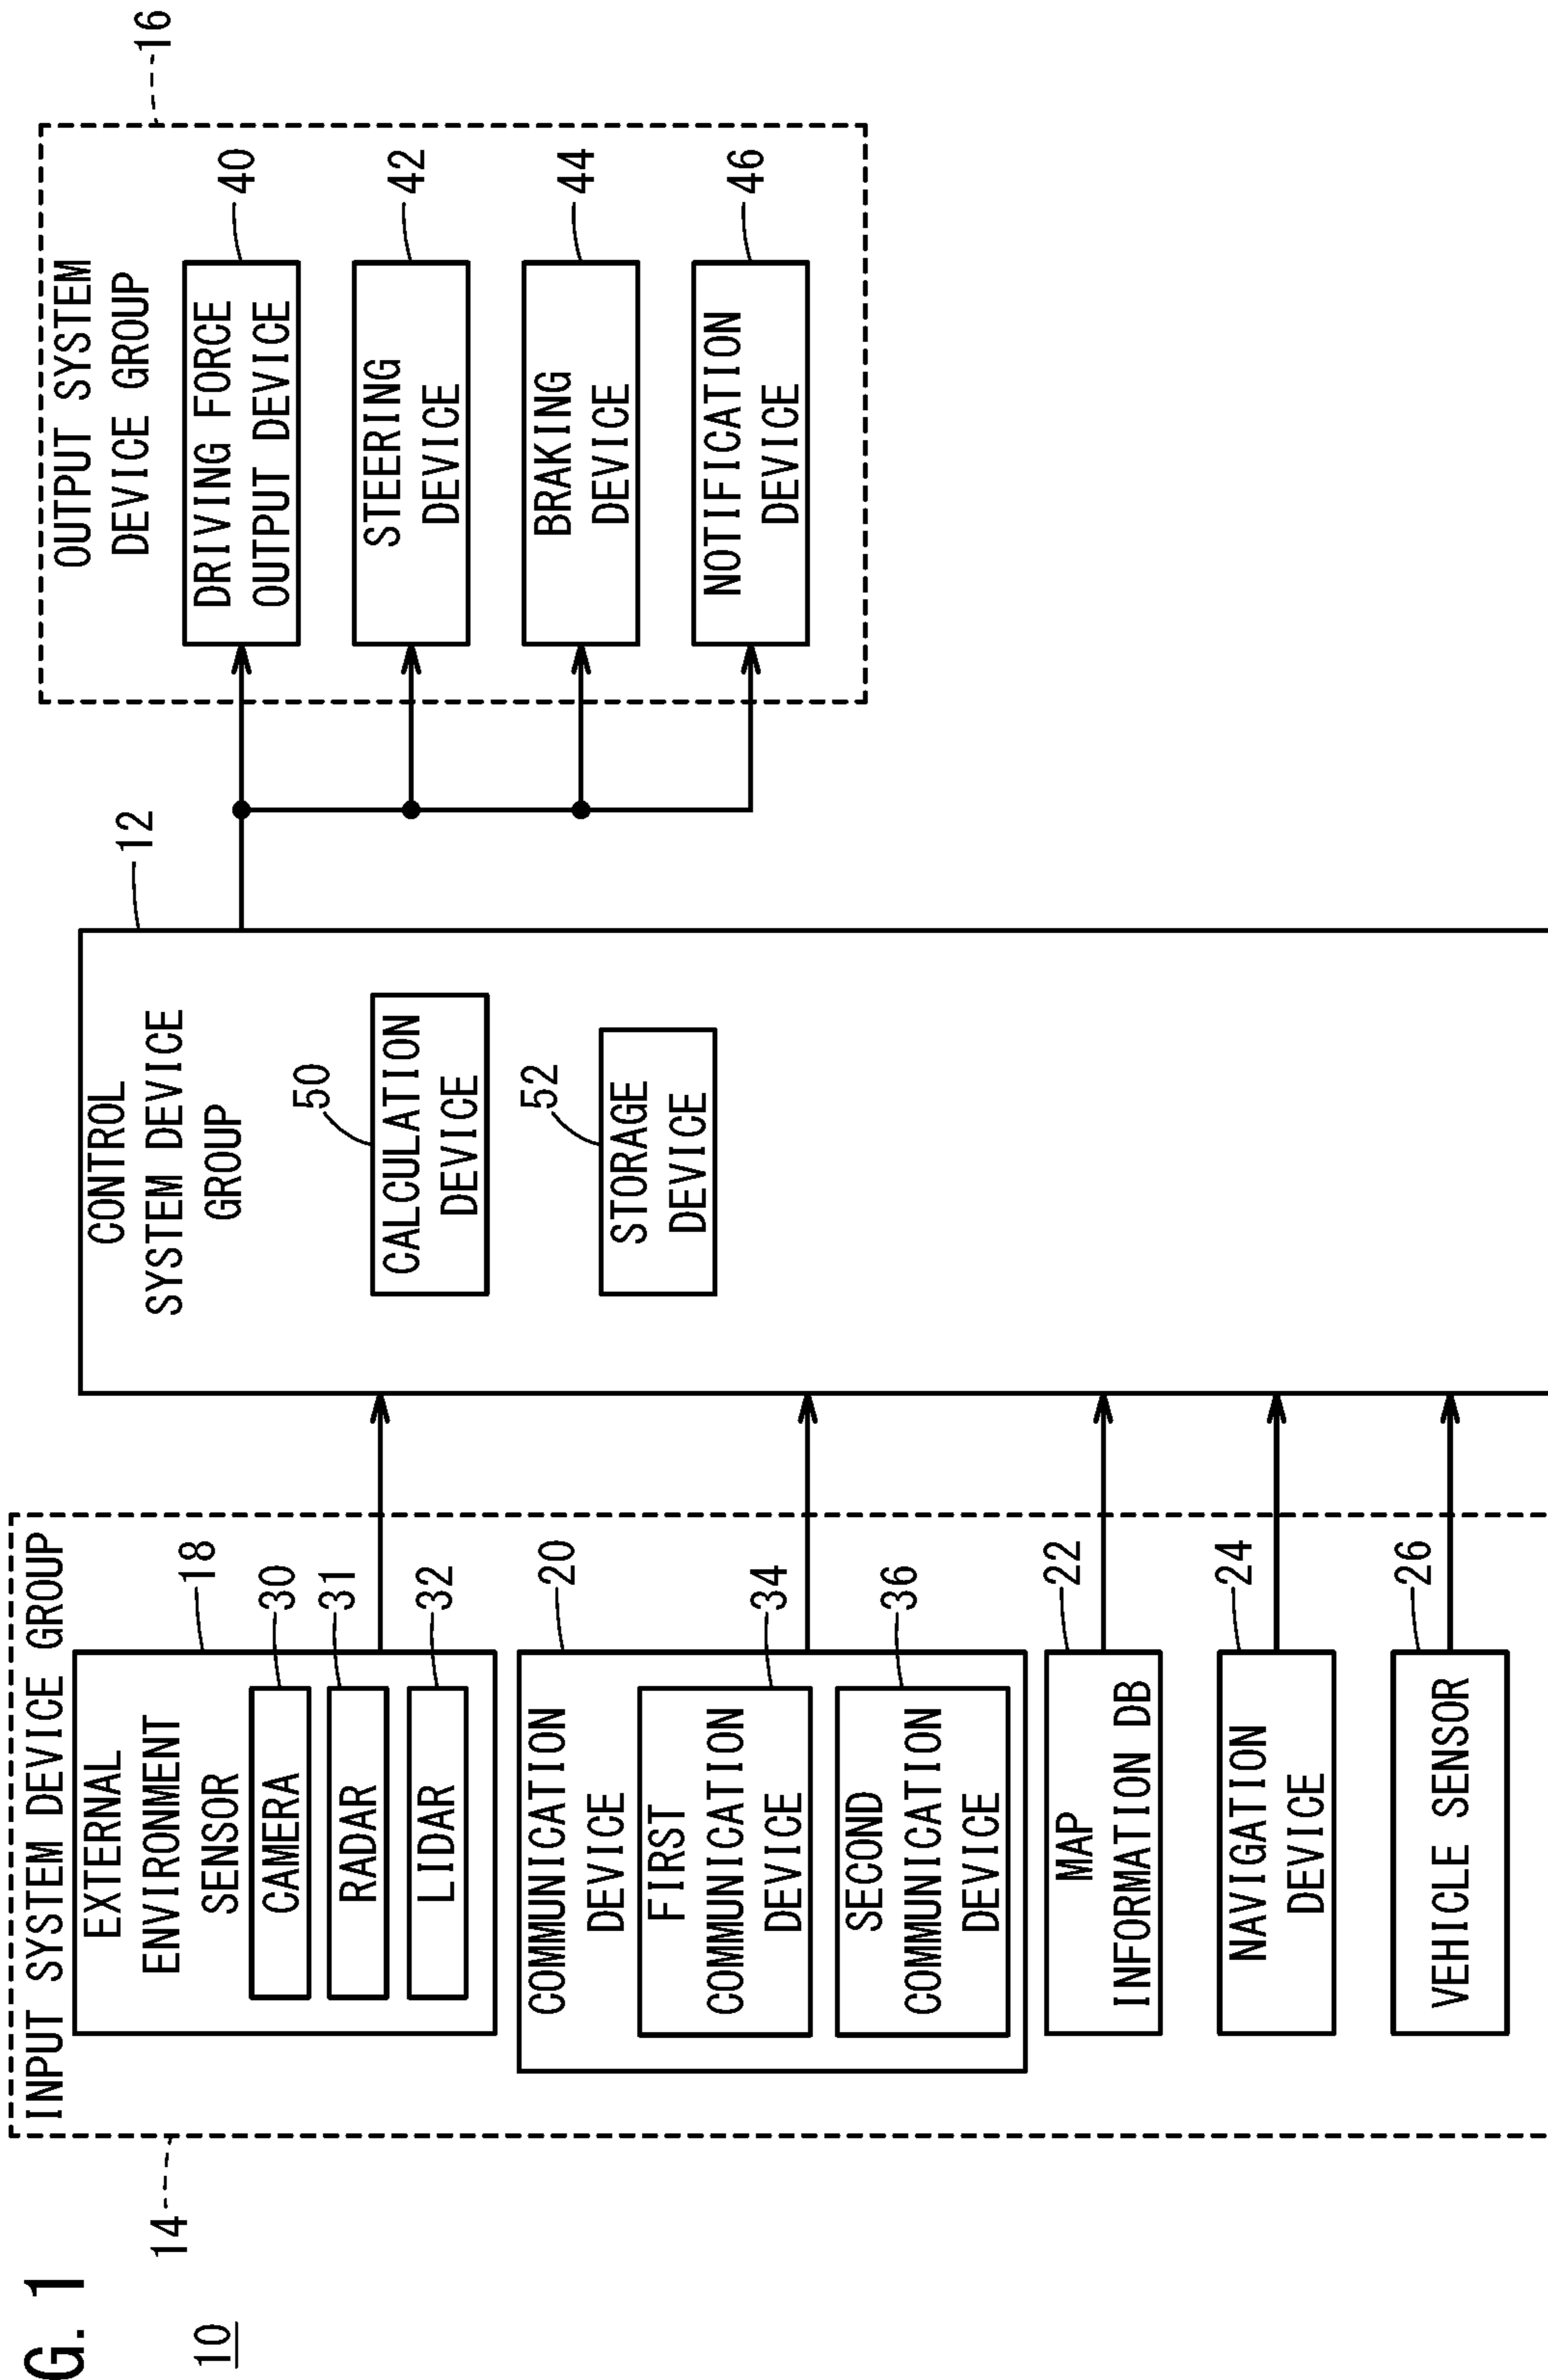 G. 1
10
14
INPUT SYSTEM DEVICE GROUP
EXTERNAL
ENVIRONMENT
SENSOR
18
CAMERA
30
RADAR
31
LIDAR
32
COMMUNICATION
DEVICE
20
FIRST
COMMUNICATION
DEVICE
34
SECOND
COMMUNICATION
DEVICE
36
MAP
INFORMATION DB
22
NAVIGATION
DEVICE
24
VEHICLE SENSOR
26
CONTROL
SYSTEM DEVICE
GROUP
12
50
CALCULATION
DEVICE
52
STORAGE
DEVICE
OUTPUT SYSTEM
DEVICE GROUP
16
DRIVING FORCE
OUTPUT DEVICE
40
STEERING
DEVICE
42
BRAKING
DEVICE
44
NOTIFICATION
DEVICE
46